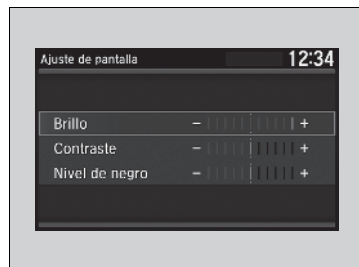 Ajuste de pantalla 12:34
Brillo - +
Contraste - +
Nivel de negro - +